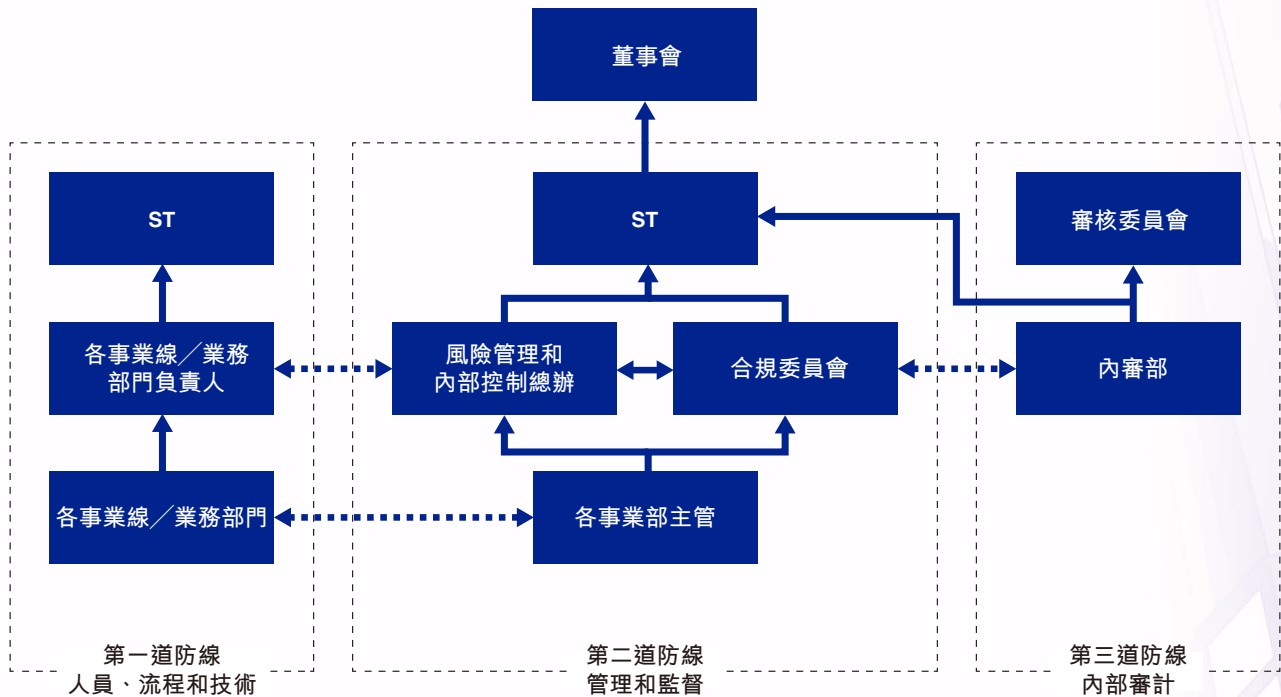 董事會
ST
ST
審核委員會
各事業線／業務
部門負責人
風險管理和
內部控制總辦
合規委員會
內審部
各事業線／業務部門
各事業部主管
第一道防線
人員、流程和技術
第二道防線
管理和監督
第三道防線
內部審計